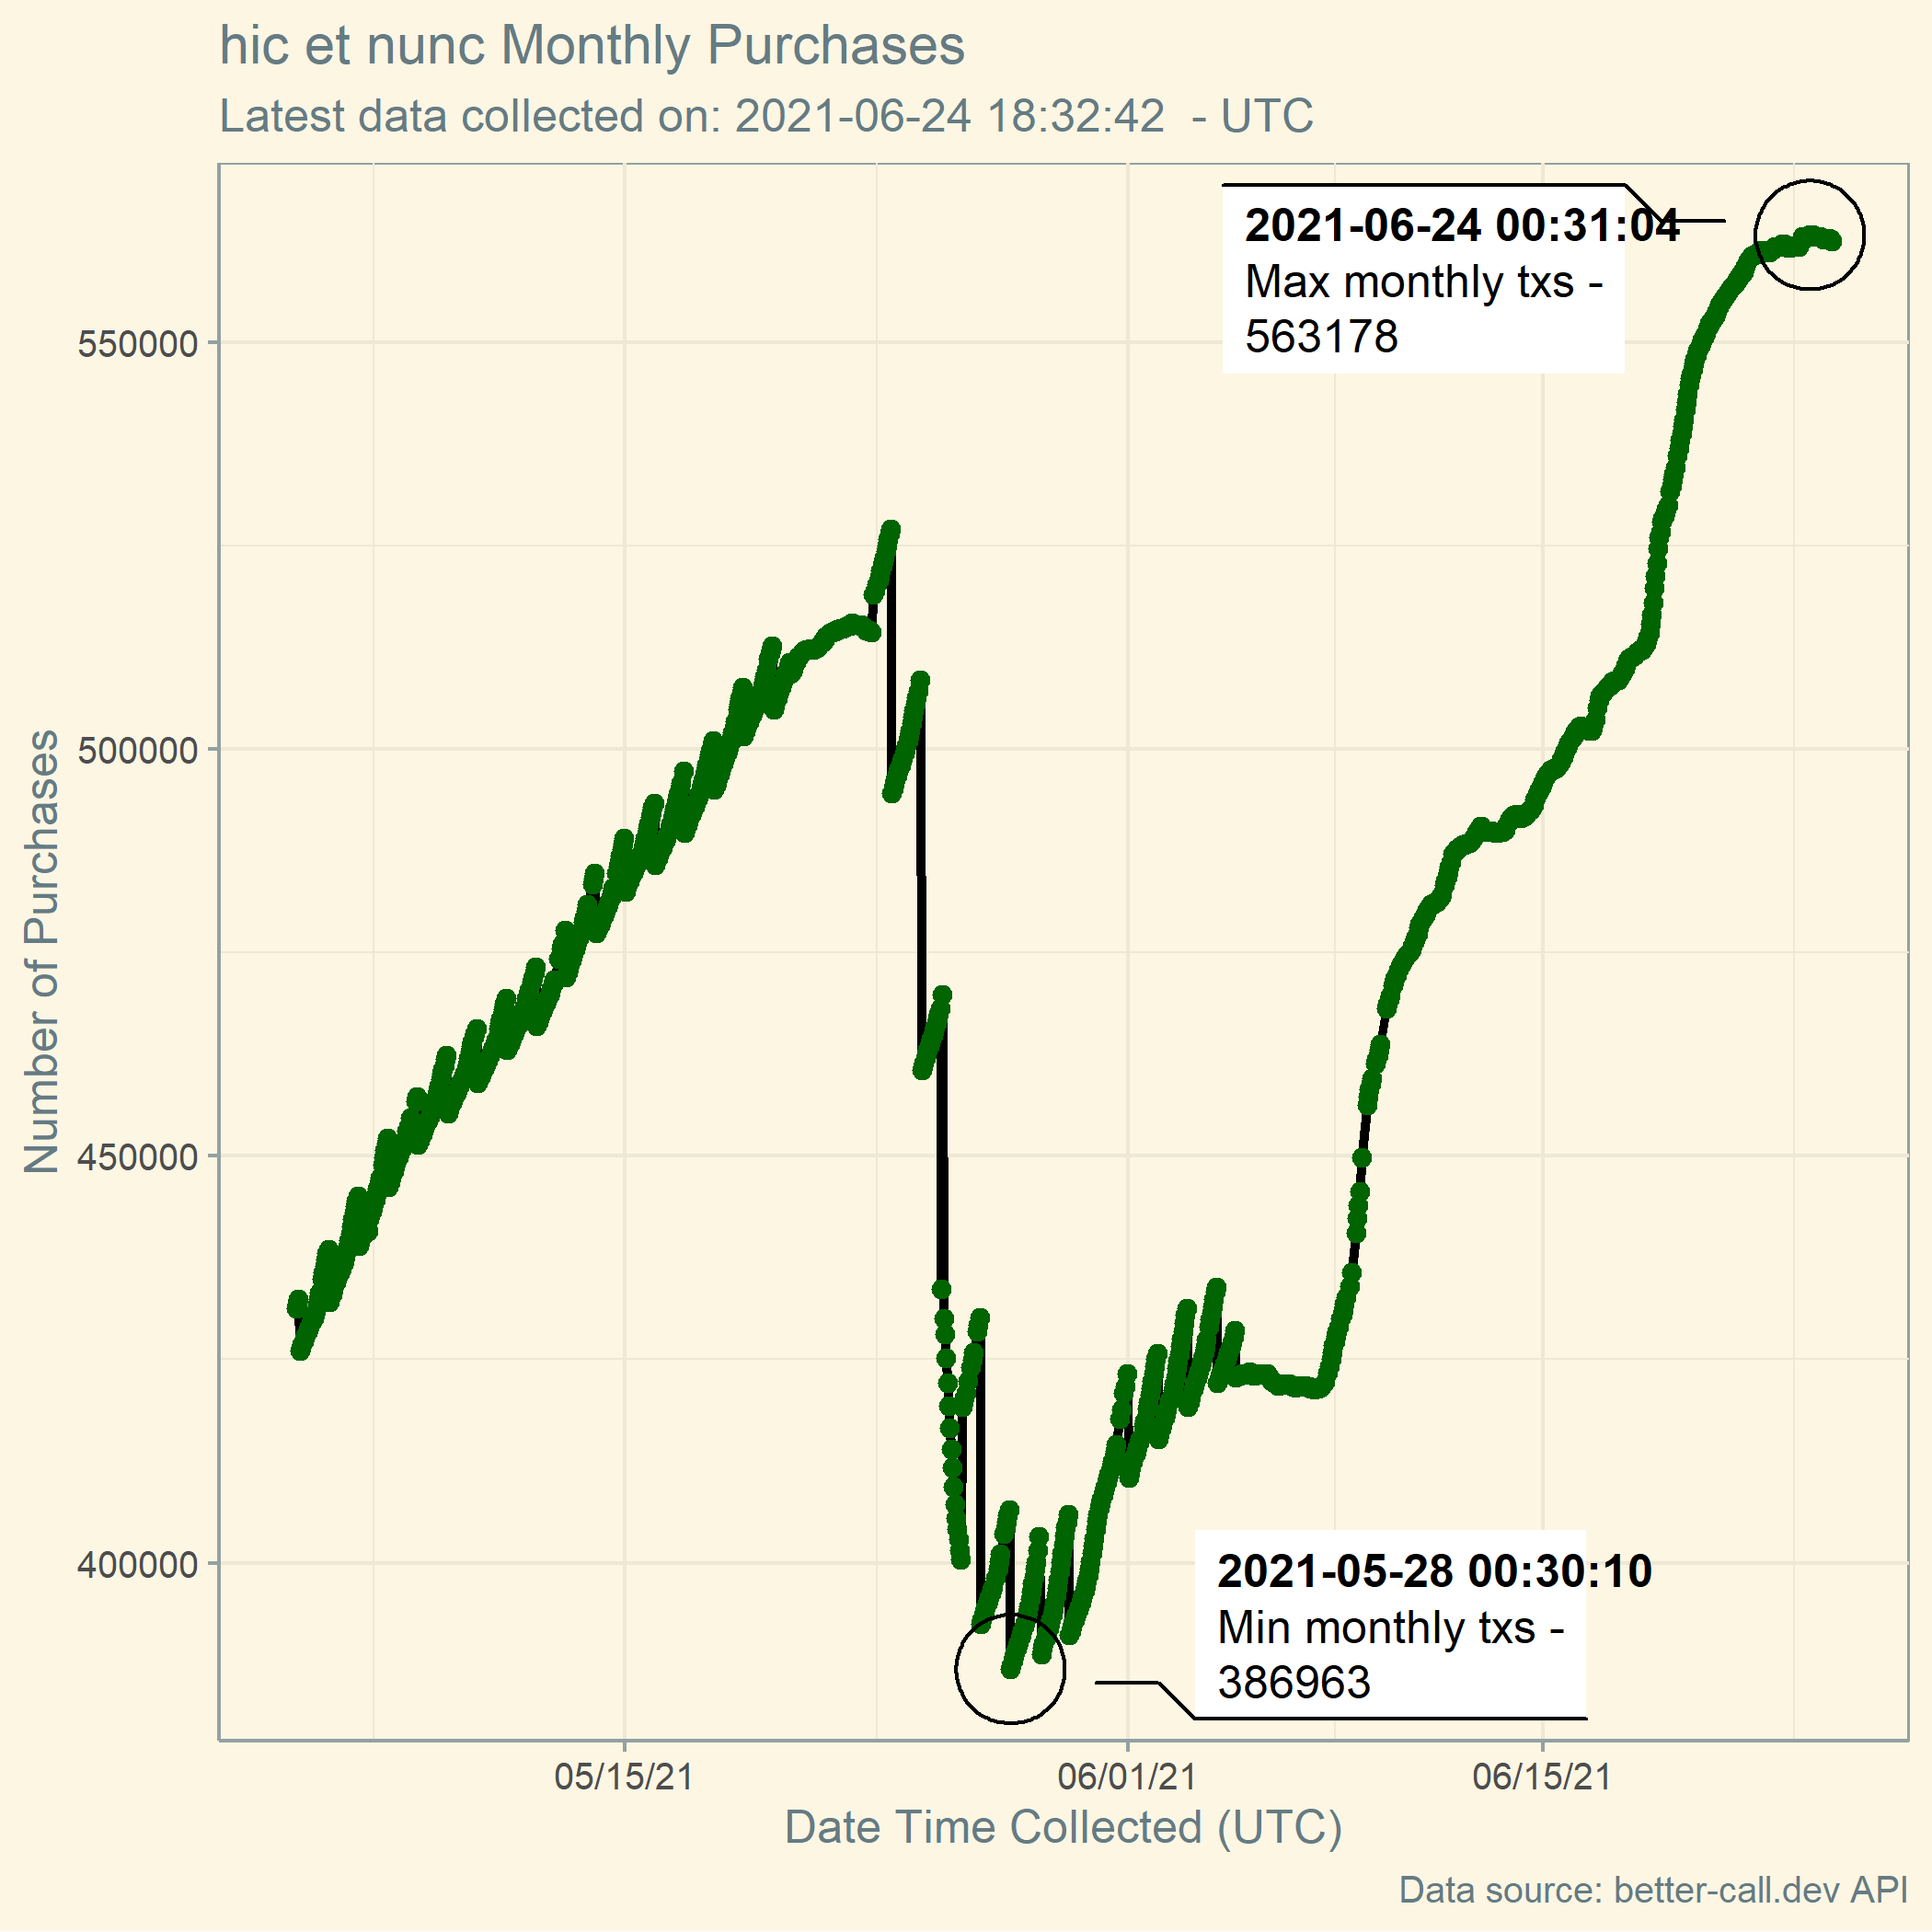 hic et nunc Monthly Purchases
Latest data collected on: 2021-06-24 18:32:42  - UTC
2021-06-24 00:31:04
Max monthly txs -
563178
550000
500000
450000
400000
Number of Purchases
2021-05-28 00:30:10
Min monthly txs -
386963
05/15/21
06/01/21
06/15/21
Date Time Collected (UTC)
Data source: better-call.dev API